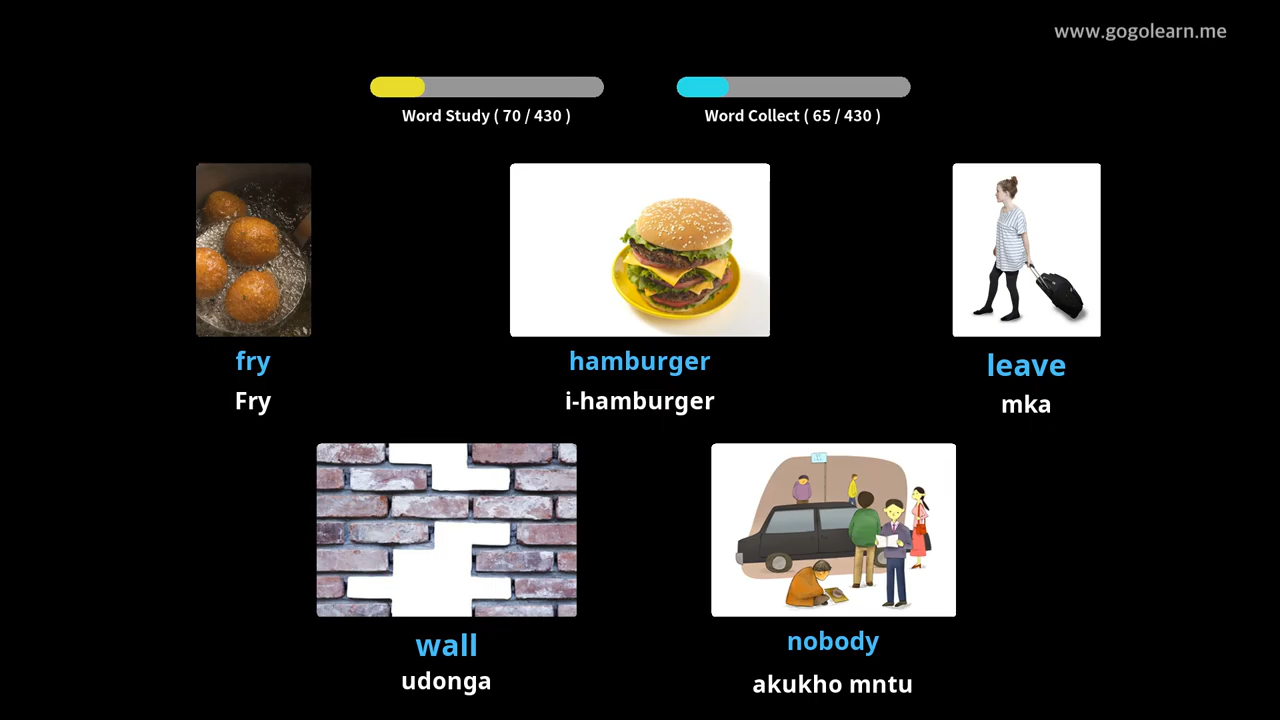 www.gogolearn.me
Word Study ( 70 / 430 )
Word Collect ( 65 / 430 )
fry
Fry
hamburger
i-hamburger
leave
mka
wall
udonga
nobody
akukho mntu